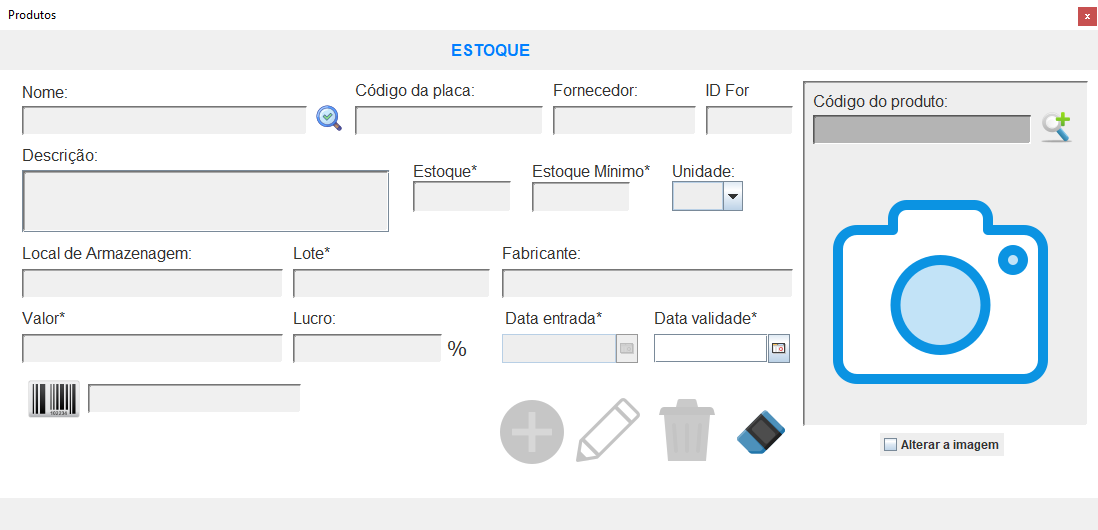 Produtos
x
ESTOQUE
Nome:
Código da placa:
Fornecedor:
ID For
Código do produto:
Descrição:
Estoque*
Estoque Mínimo*
Unidade:
Local de Armazenagem:
Lote*
Fabricante:
Valor*
Lucro:
%
Data entrada*
Data validade*
Alterar a imagem